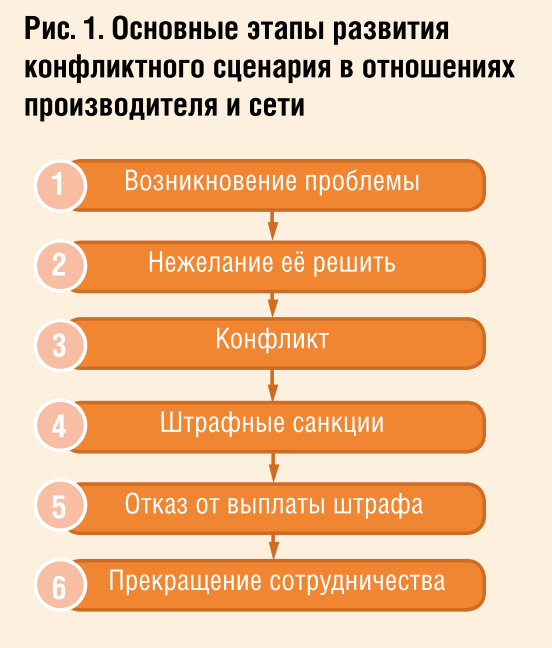 Рис. 1. Основные этапы развития
конфликтного сценария в отношениях
производителя и сети
1 Возникновение проблемы
2 Нежелание её решить
3 Конфликт
4 Штрафные санкции
5 Отказ от выплаты штрафа
6 Прекращение сотрудничества